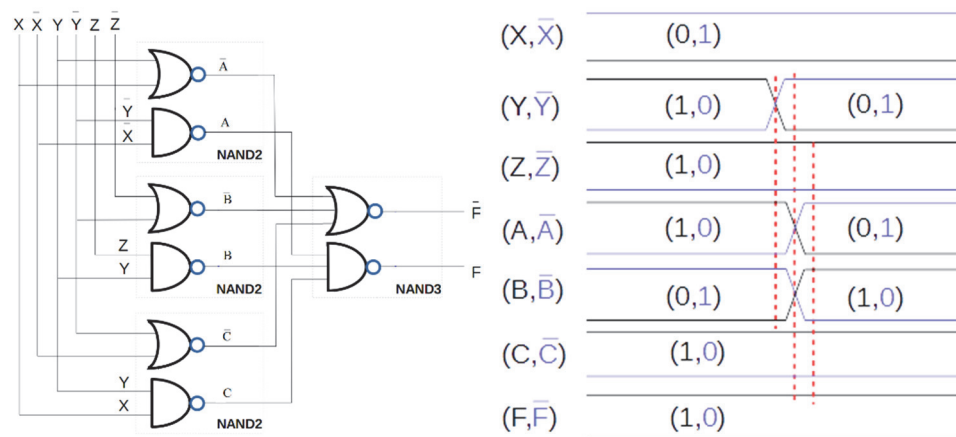 X X̅ Y Y̅ Z Z̅
A̅
Y̅
A
X̅
NAND2
B̅
Z
B
Y
NAND2
C̅
Y
C
X
NAND2
F̅
F
NAND3
(X,X̅) (0,1)
(Y,Y̅) (1,0) (0,1)
(Z,Z̅) (1,0)
(A,A̅) (1,0) (0,1)
(B,B̅) (0,1) (1,0)
(C,C̅) (1,0)
(F,F̅) (1,0)